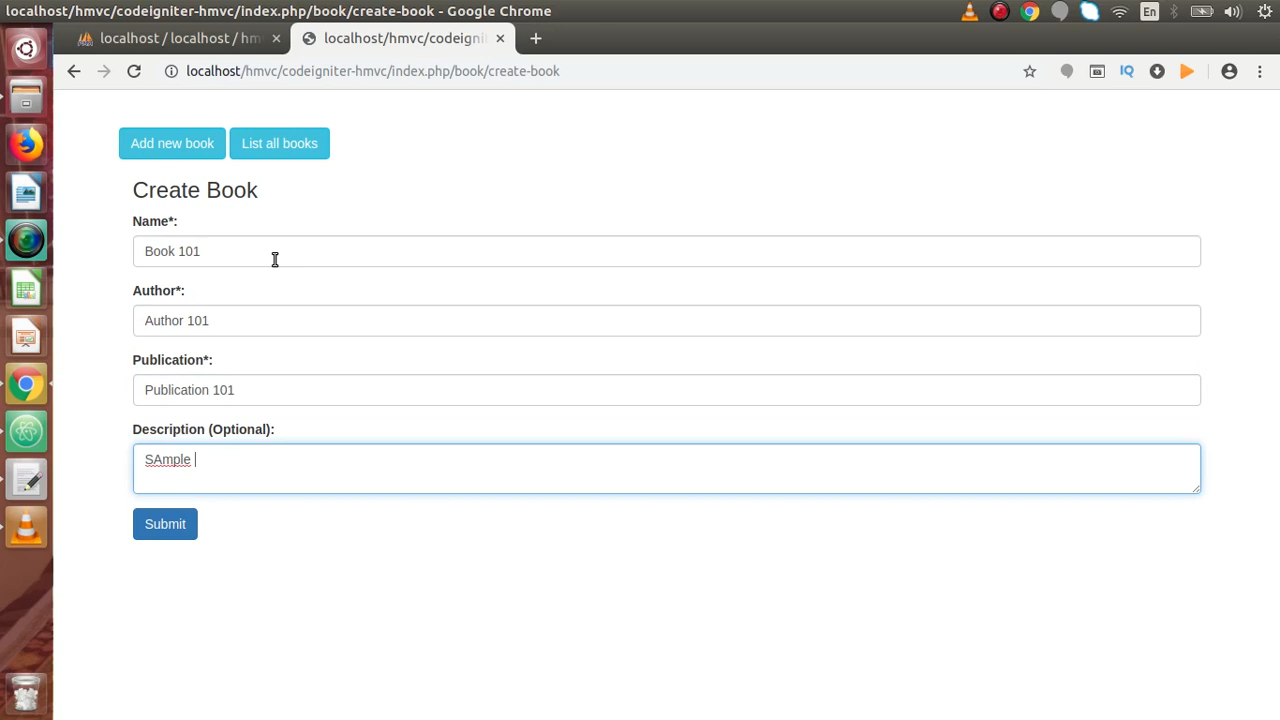 localhost/hmvc/codeigniter-hmvc/index.php/book/create-book - Google Chrome
En
localhost / localhost / hm
localhost/hmvc/codeigni
localhost/hmvc/codeigniter-hmvc/index.php/book/create-book
IQ
Add new book List all books
Create Book
Name*:
Book 101
Author*:
Author 101
Publication*:
Publication 101
Description (Optional):
SAmple
Submit